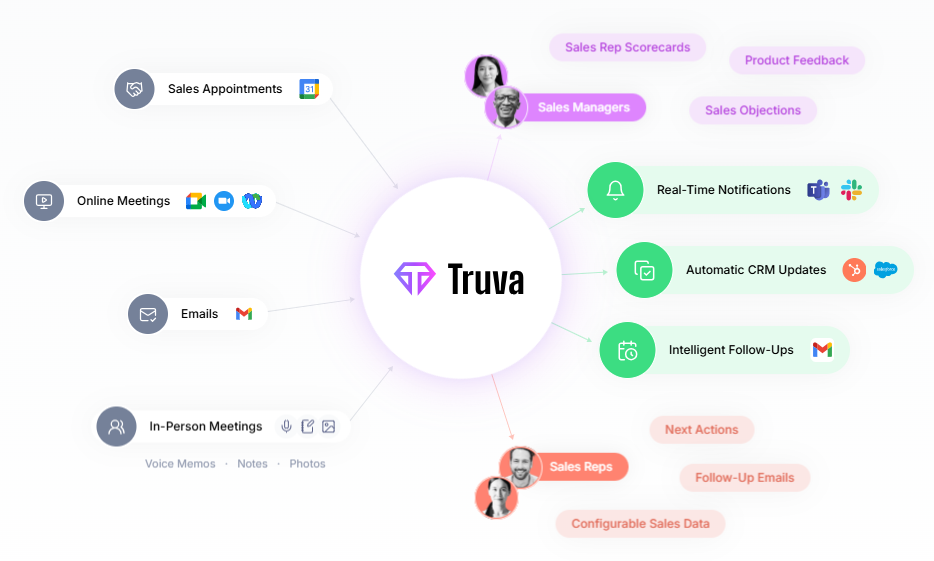 Sales Appointments
31
Online Meetings
Emails
In-Person Meetings
Voice Memos · Notes · Photos
Truva
Sales Managers
Sales Rep Scorecards
Product Feedback
Sales Objections
Real-Time Notifications
Automatic CRM Updates
salesforce
Intelligent Follow-Ups
Sales Reps
Next Actions
Follow-Up Emails
Configurable Sales Data